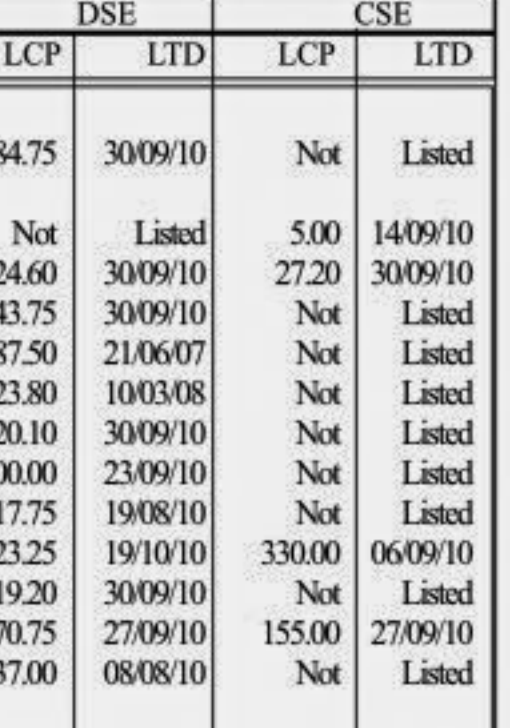 DSE CSE
LCP LTD LCP LTD
84.75 30/09/10 Not Listed
Not Listed 5.00 14/09/10
24.60 30/09/10 27.20 30/09/10
43.75 30/09/10 Not Listed
87.50 21/06/07 Not Listed
23.80 10/03/08 Not Listed
20.10 30/09/10 Not Listed
00.00 23/09/10 Not Listed
17.75 19/08/10 Not Listed
23.25 19/10/10 330.00 06/09/10
19.20 30/09/10 Not Listed
70.75 27/09/10 155.00 27/09/10
37.00 08/08/10 Not Listed